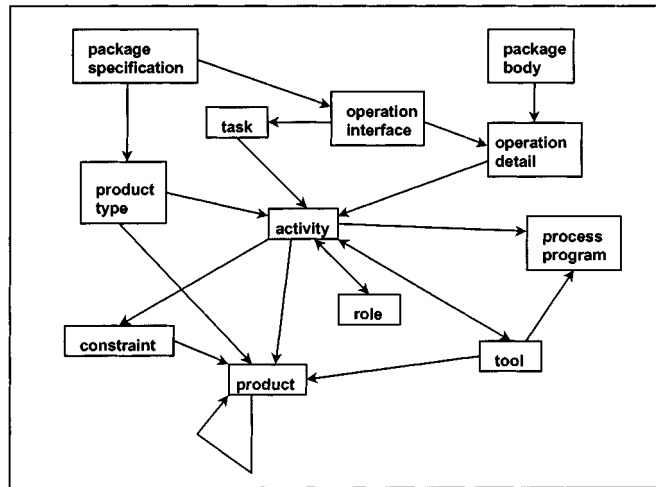 package
specification
package
body
task
operation
interface
operation
detail
product
type
activity
process
program
role
constraint
tool
product